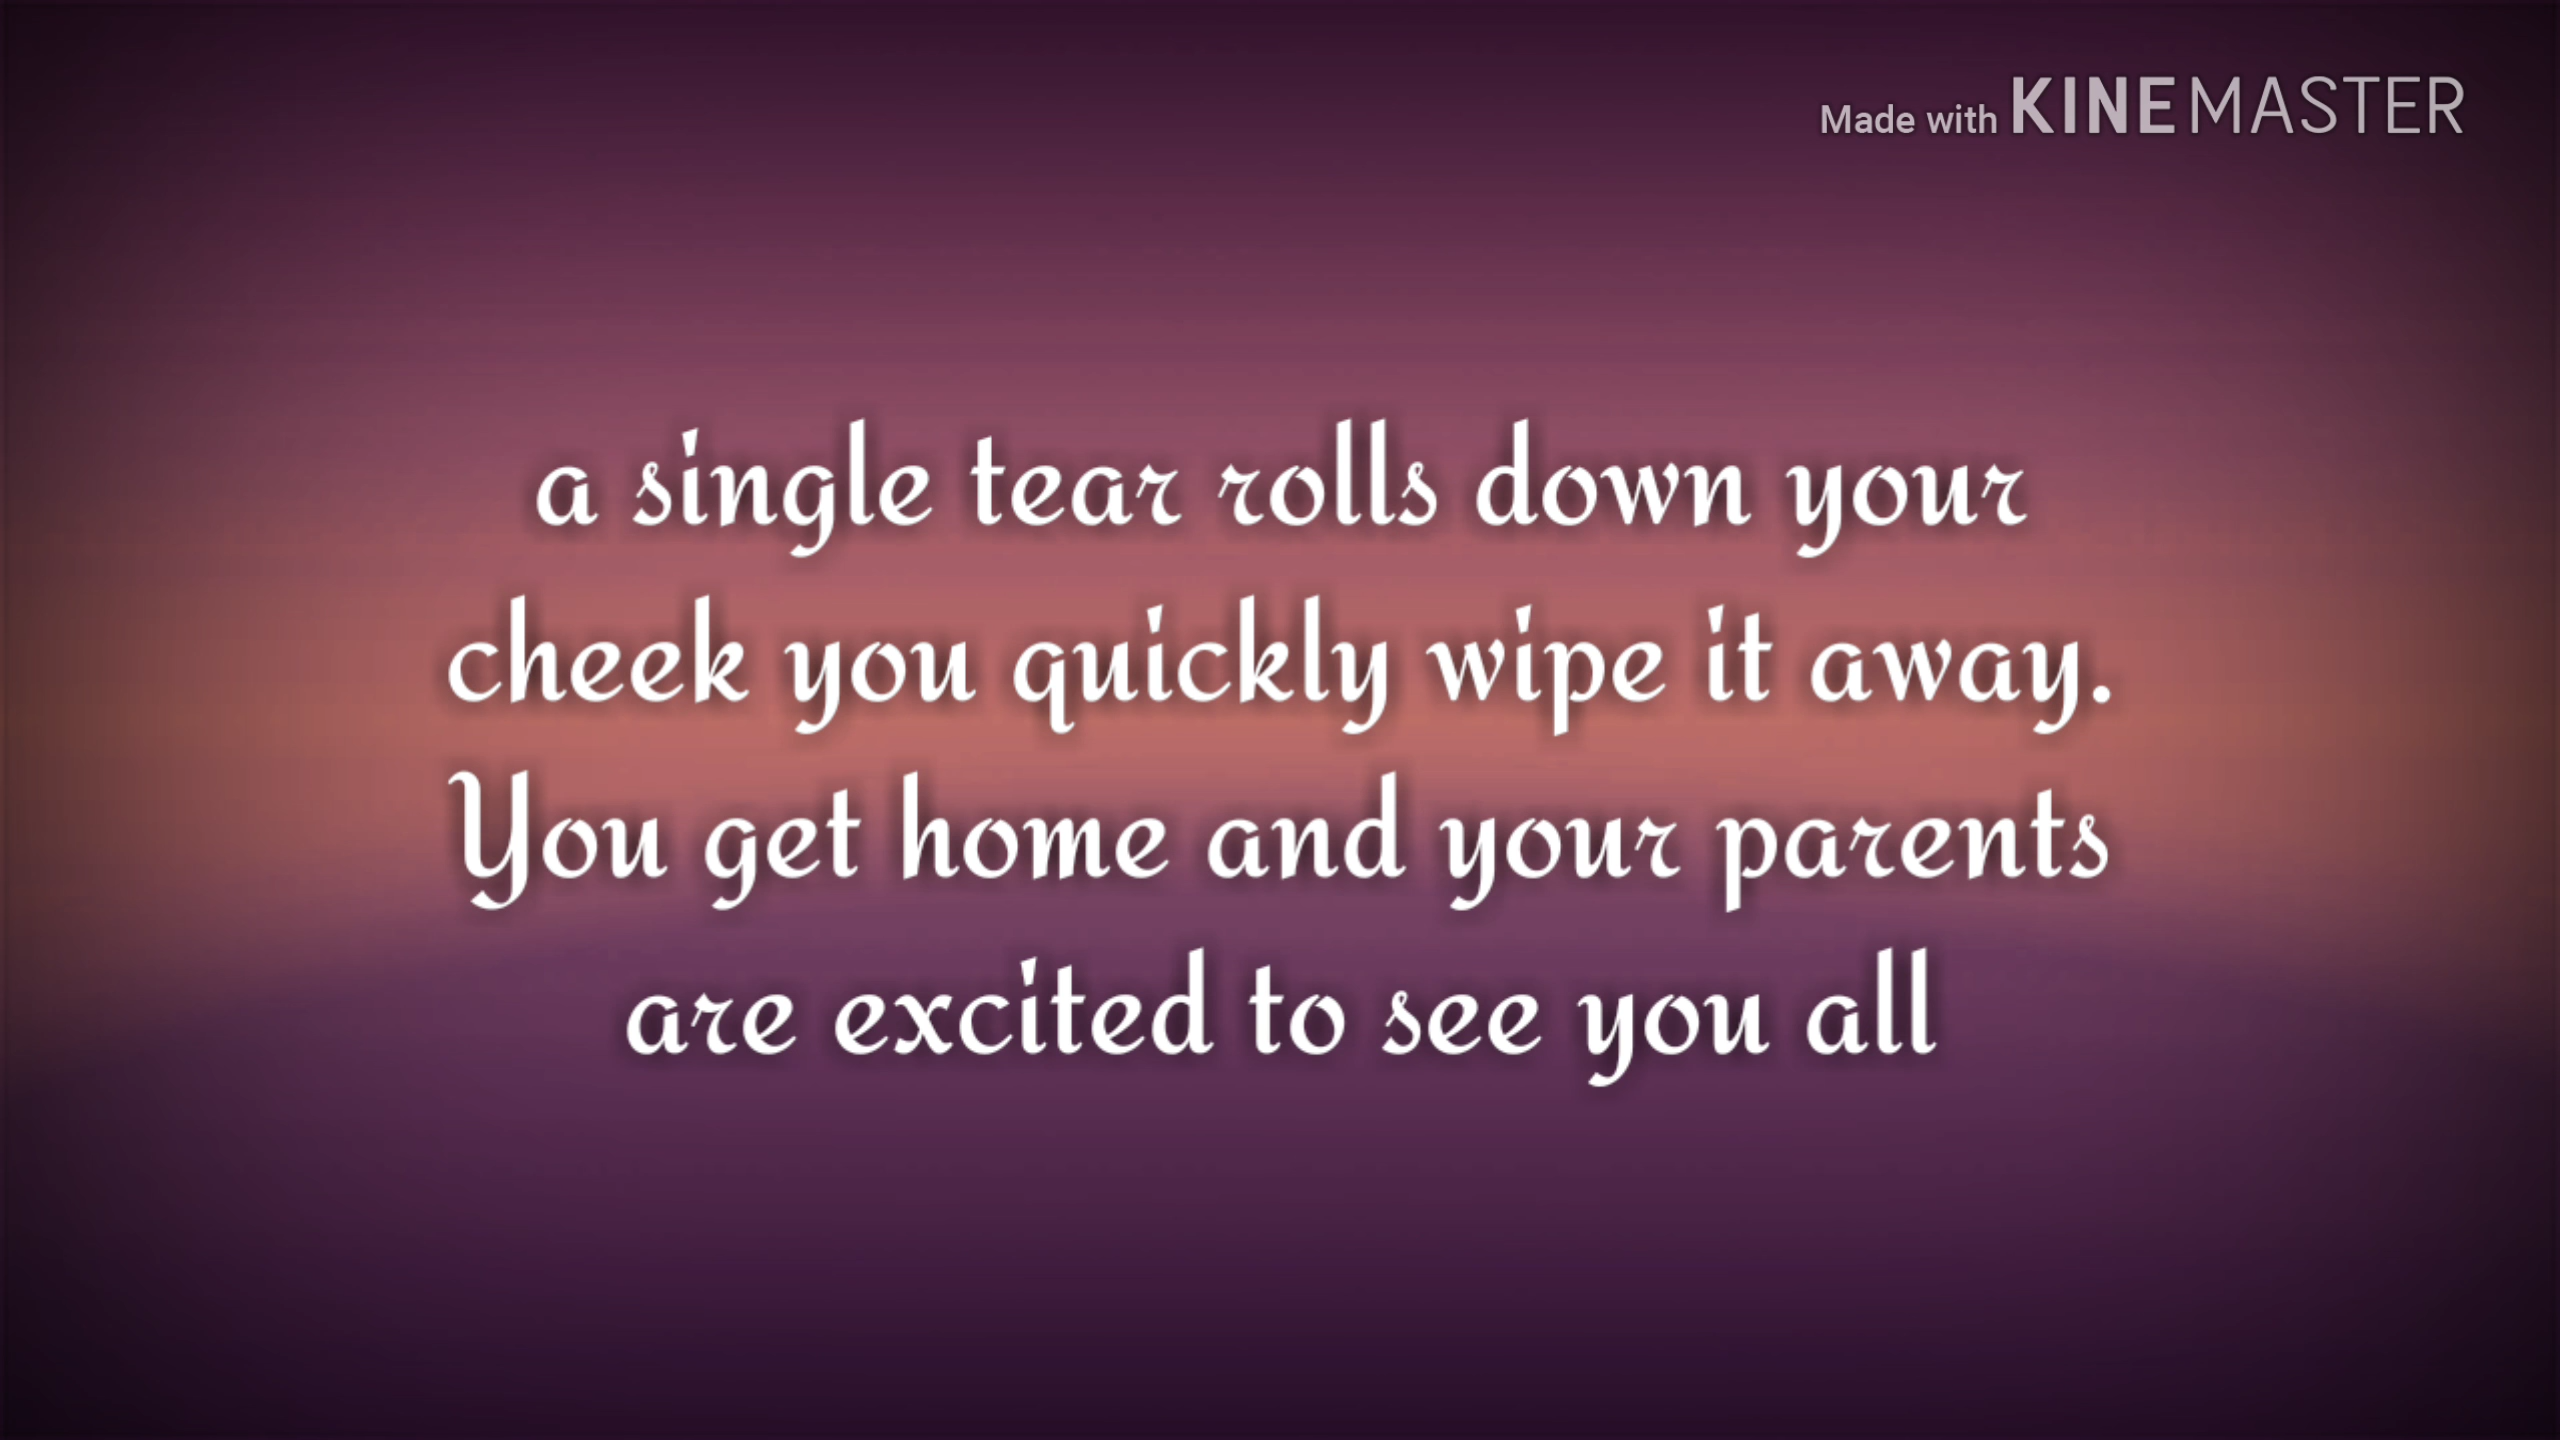 Made with KINEMASTER
a single tear rolls down your
cheek you quickly wipe it away.
You get home and your parents
are excited to see you all